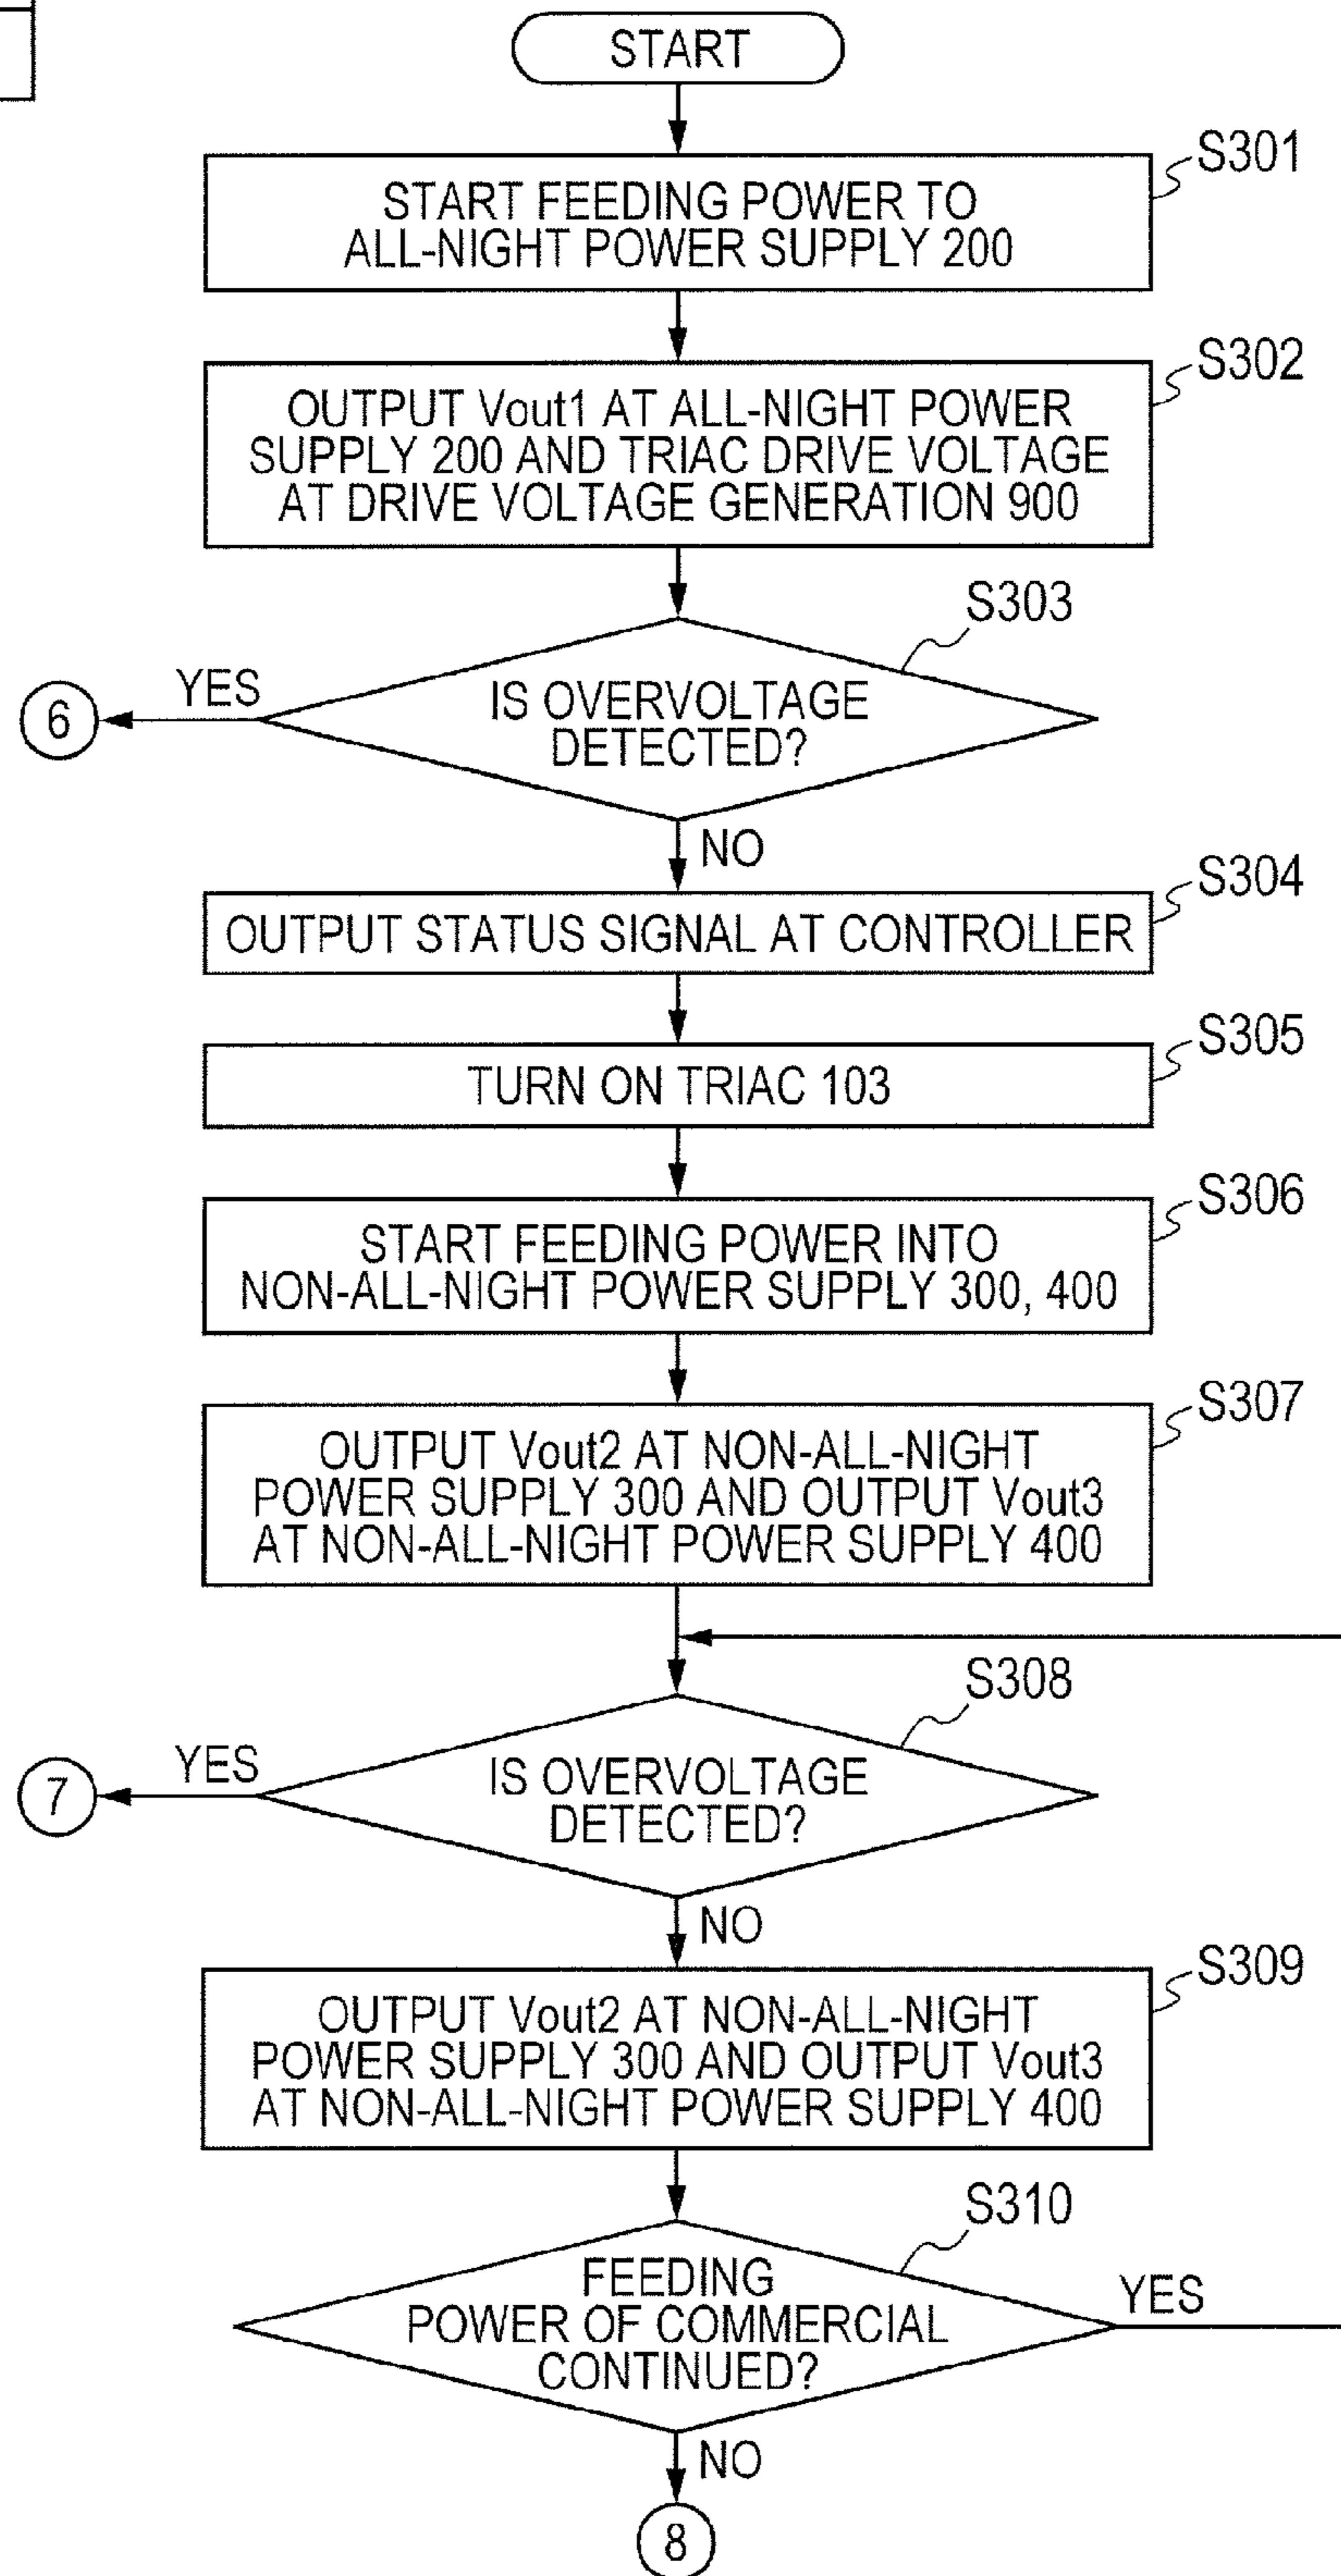 START
S301
START FEEDING POWER TO
ALL-NIGHT POWER SUPPLY 200
S302
OUTPUT Vout1 AT ALL-NIGHT POWER
SUPPLY 200 AND TRIAC DRIVE VOLTAGE
AT DRIVE VOLTAGE GENERATION 900
S303
YES
6
IS OVERVOLTAGE
DETECTED?
NO
S304
OUTPUT STATUS SIGNAL AT CONTROLLER
S305
TURN ON TRIAC 103
S306
START FEEDING POWER INTO
NON-ALL-NIGHT POWER SUPPLY 300, 400
S307
OUTPUT Vout2 AT NON-ALL-NIGHT
POWER SUPPLY 300 AND OUTPUT Vout3
AT NON-ALL-NIGHT POWER SUPPLY 400
S308
YES
7
IS OVERVOLTAGE
DETECTED?
NO
S309
OUTPUT Vout2 AT NON-ALL-NIGHT
POWER SUPPLY 300 AND OUTPUT Vout3
AT NON-ALL-NIGHT POWER SUPPLY 400
S310
FEEDING
POWER OF COMMERCIAL
CONTINUED?
YES
NO
8